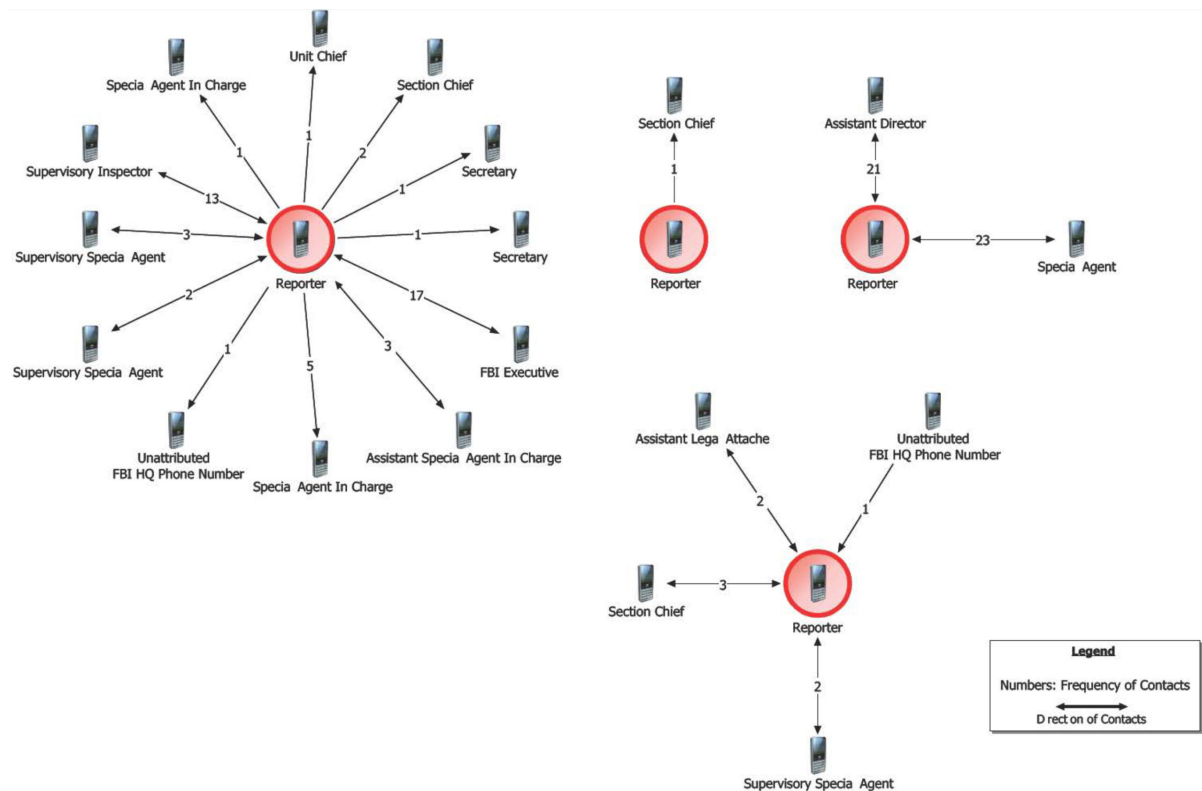 Unit Chief
Specia Agent In Charge
Section Chief
1
1
2
Supervisory Inspector
13
1
Secretary
Supervisory Specia Agent
3
1
Secretary
Reporter
2
17
Supervisory Specia Agent
1
5
3
FBI Executive
Unattributed
FBI HQ Phone Number
Specia Agent In Charge
Assistant Specia Agent In Charge
Section Chief
1
Reporter
Assistant Director
21
Reporter
23
Specia Agent
Assistant Lega Attache
Unattributed
FBI HQ Phone Number
2
1
Section Chief
3
Reporter
2
Supervisory Specia Agent
Legend
Numbers: Frequency of Contacts
D rect on of Contacts